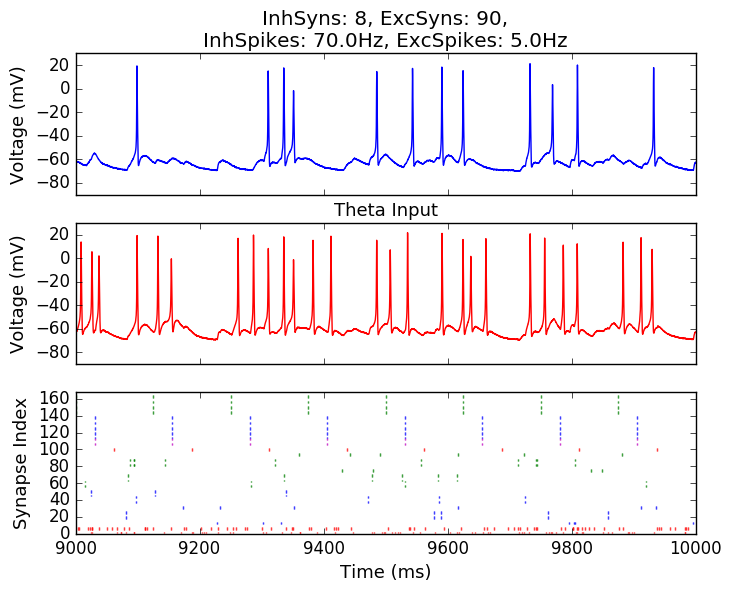 InhSyns: 8, ExcSyns: 90,
InhSpikes: 70.0Hz, ExcSpikes: 5.0Hz
20
0
−20
−40
−60
−80
Voltage (mV)
Theta Input
20
0
−20
−40
−60
−80
Voltage (mV)
160
140
120
100
80
60
40
20
0
Synapse Index
9000 9200 9400 9600 9800 10000
Time (ms)